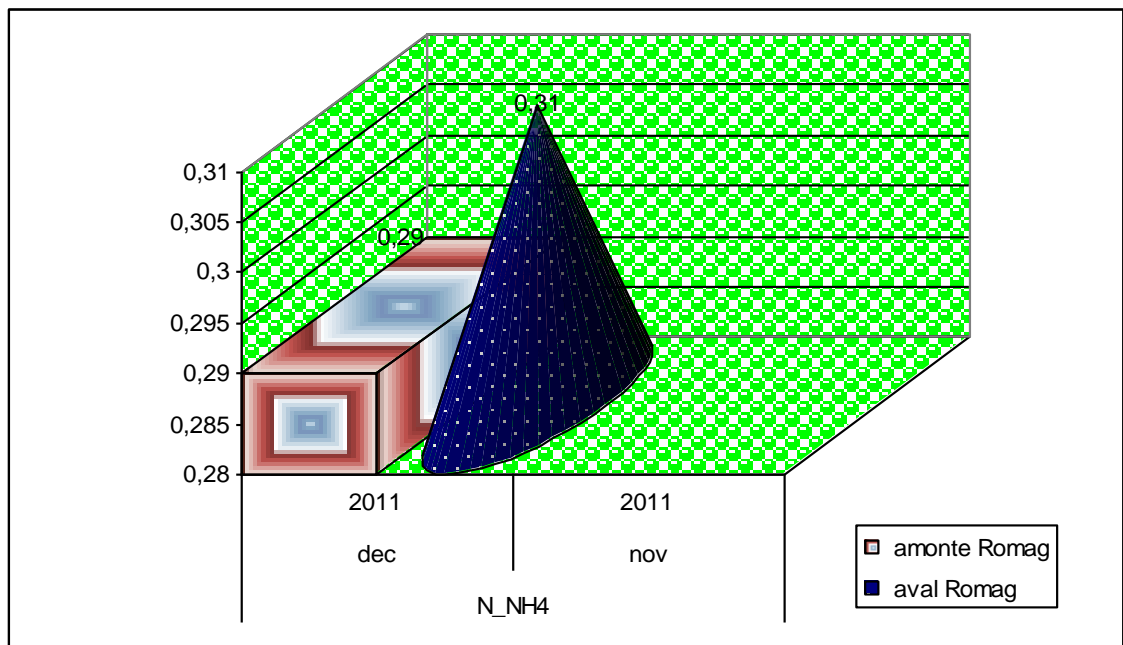 0,31
0,31
0,305
0,29
0,3
0,295
0,29
0,285
0,28
2011 2011
dec nov
N_NH4
amonte Romag
aval Romag